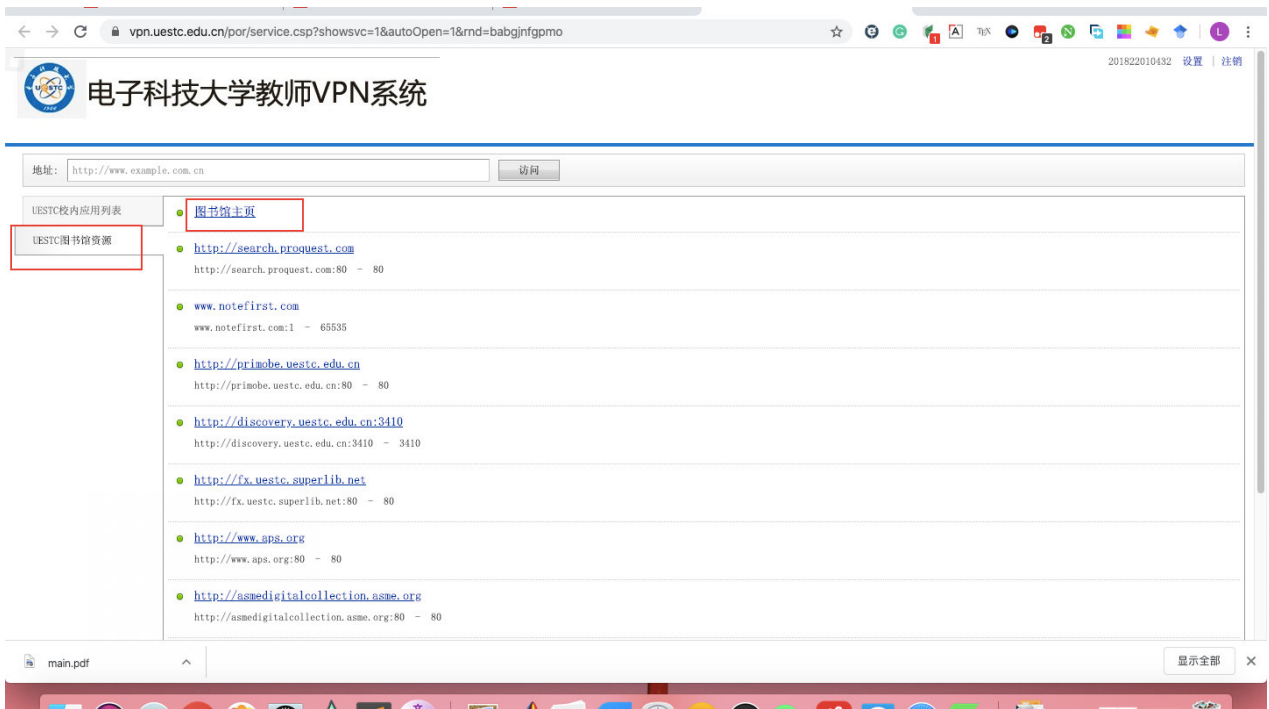 vpn.uestc.edu.cn/por/service.csp?showsvc=1&autoOpen=1&rnd=babgjnfgpmo
201822010432 设置 | 注销
电子科技大学教师VPN系统
地址: http://www.example.com.cn 访问
UESTC校内应用列表
UESTC图书馆资源
图书馆主页
http://search.proquest.com
http://search.proquest.com:80 - 80
www.notefirst.com
www.notefirst.com:1 - 65535
http://primobe.uestc.edu.cn
http://primobe.uestc.edu.cn:80 - 80
http://discovery.uestc.edu.cn:3410
http://discovery.uestc.edu.cn:3410 - 3410
http://fx.uestc.superlib.net
http://fx.uestc.superlib.net:80 - 80
http://www.aps.org
http://www.aps.org:80 - 80
http://asmedigitalcollection.asme.org
http://asmedigitalcollection.asme.org:80 - 80
main.pdf
显示全部